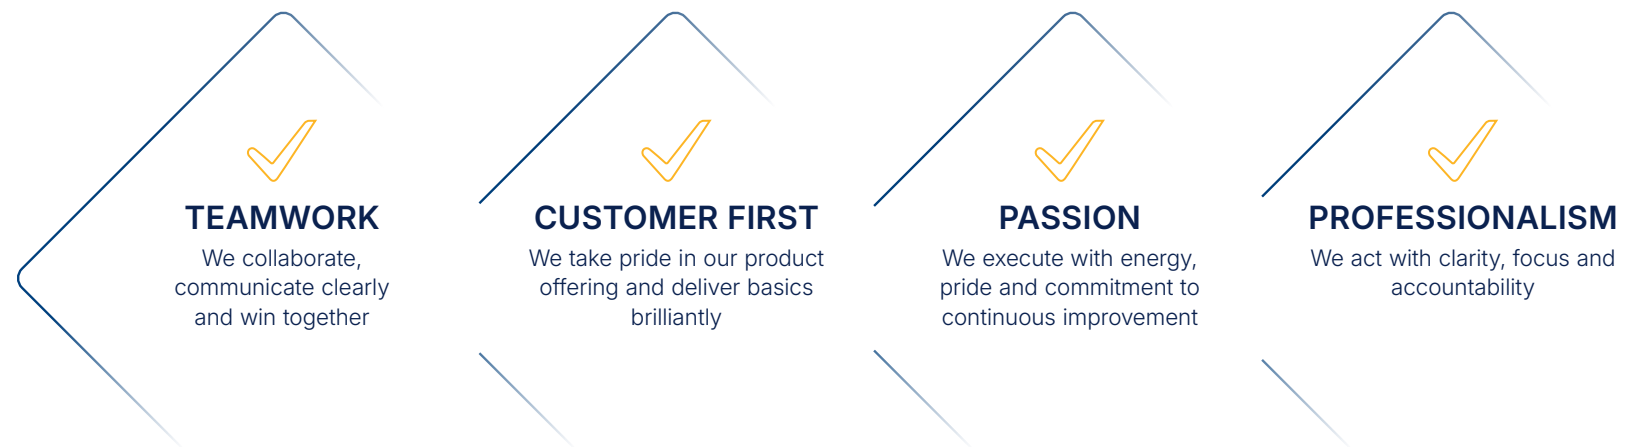 TEAMWORK
We collaborate,
communicate clearly
and win together
CUSTOMER FIRST
We take pride in our product
offering and deliver basics
brilliantly
PASSION
We execute with energy,
pride and commitment to
continuous improvement
PROFESSIONALISM
We act with clarity, focus and
accountability